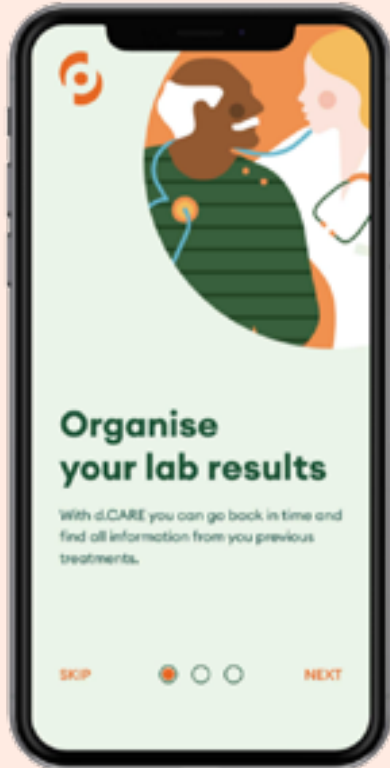 Organise
your lab results
With d.CARE you can go back in time and
find all information from you previous
treatments.
SKIP
NEXT